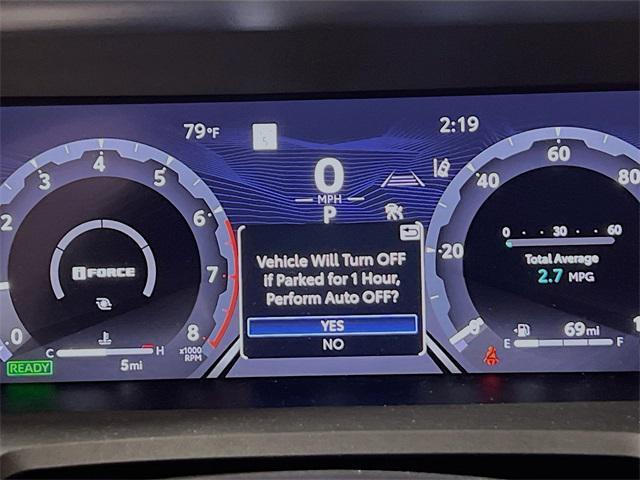 79°F
2:19
0
MPH
P
2
3
4
5
6
7
8
0
x1000
RPM
i FORCE
C
H
5mi
READY
Vehicle Will Turn OFF
if Parked for 1 Hour,
Perform Auto OFF?
YES
NO
0
20
40
60
80
0 30 60
Total Average
2.7 MPG
69mi
E
F